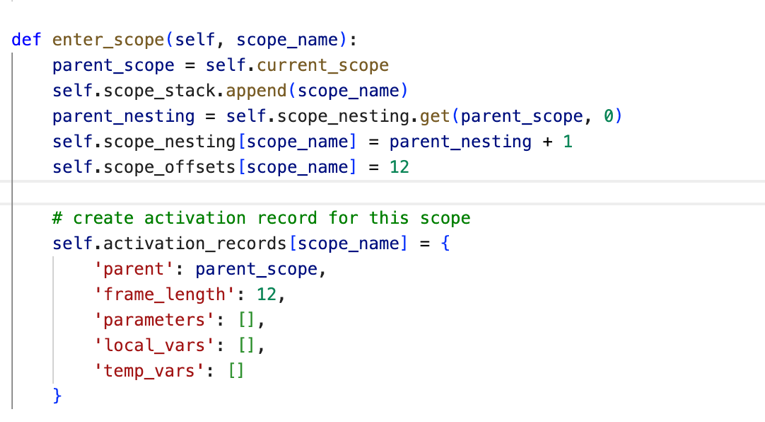 def enter_scope(self, scope_name):
    parent_scope = self.current_scope
    self.scope_stack.append(scope_name)
    parent_nesting = self.scope_nesting.get(parent_scope, 0)
    self.scope_nesting[scope_name] = parent_nesting + 1
    self.scope_offsets[scope_name] = 12

    # create activation record for this scope
    self.activation_records[scope_name] = {
        'parent': parent_scope,
        'frame_length': 12,
        'parameters': [],
        'local_vars': [],
        'temp_vars': []
    }